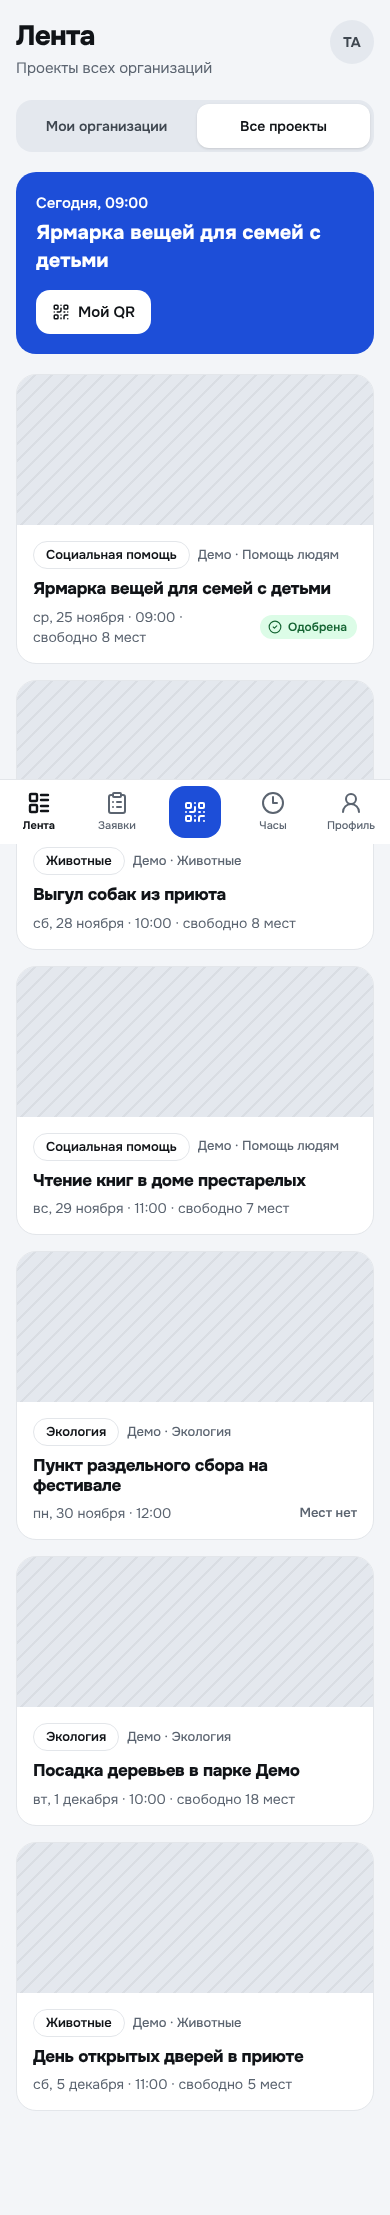 Лента
Проекты всех организаций
ТА
Мои организации
Все проекты
Сегодня, 09:00
Ярмарка вещей для семей с
детьми
Мой QR
Социальная помощь
Демо · Помощь людям
Ярмарка вещей для семей с детьми
ср, 25 ноября · 09:00 ·
свободно 8 мест
Одобрена
Лента
Заявки
Часы
Профиль
Животные
Демо · Животные
Выгул собак из приюта
сб, 28 ноября · 10:00 · свободно 8 мест
Социальная помощь
Демо · Помощь людям
Чтение книг в доме престарелых
вс, 29 ноября · 11:00 · свободно 7 мест
Экология
Демо · Экология
Пункт раздельного сбора на
фестивале
пн, 30 ноября · 12:00
Мест нет
Экология
Демо · Экология
Посадка деревьев в парке Демо
вт, 1 декабря · 10:00 · свободно 18 мест
Животные
Демо · Животные
День открытых дверей в приюте
сб, 5 декабря · 11:00 · свободно 5 мест